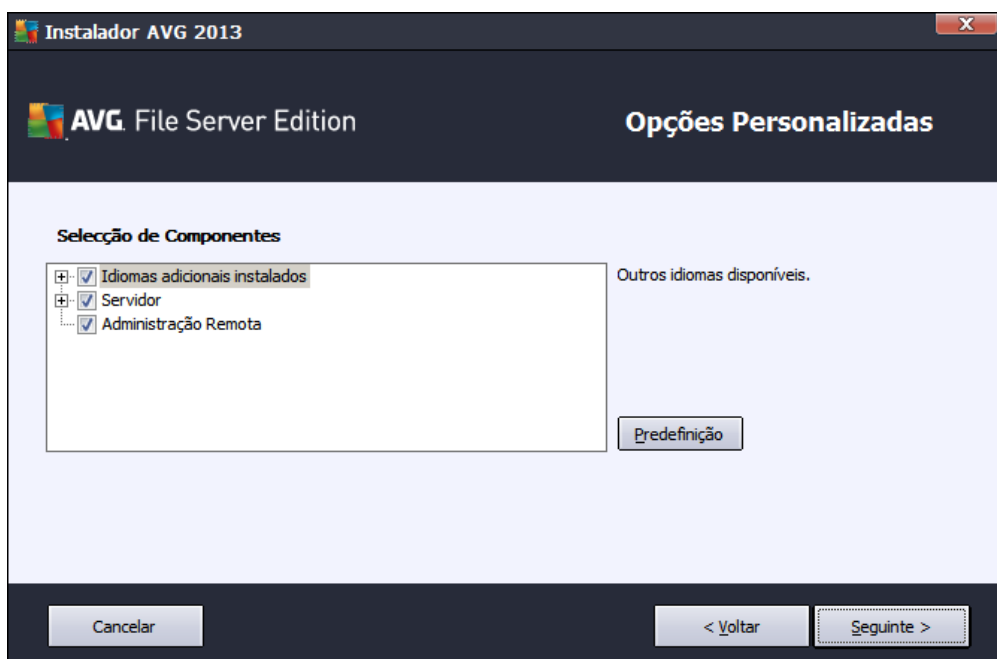 Instalador AVG 2013
X
AVG. File Server Edition
Opções Personalizadas
Selecção de Componentes
Idiomas adicionais instalados
Outros idiomas disponíveis.
Servidor
Administração Remota
Predefinição
Cancelar
< Voltar
Seguinte >